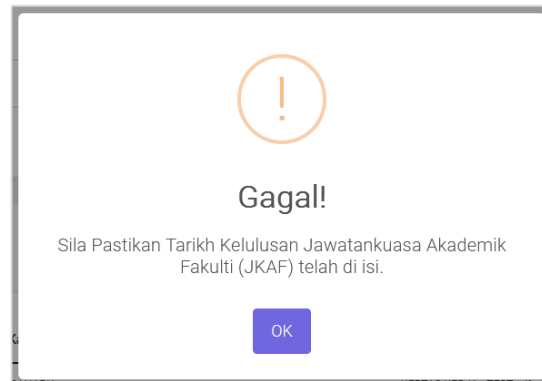 !
Gagal!
Sila Pastikan Tarikh Kelulusan Jawatankuasa Akademik
Fakulti (JKAF) telah di isi.
OK